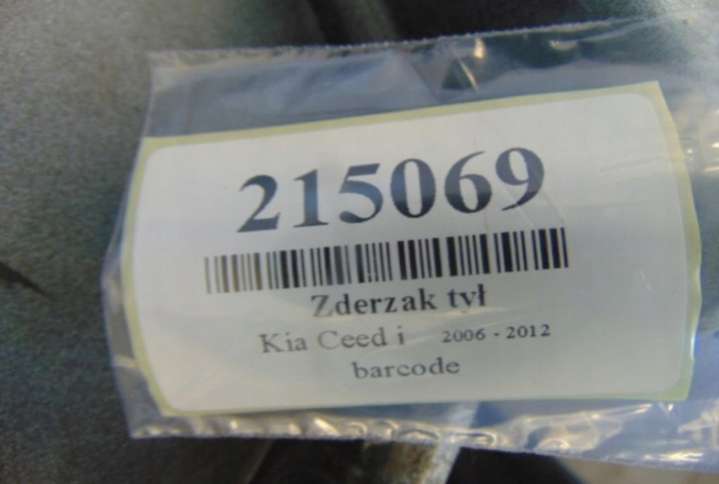 215069
Zderzak tył
Kia Ceed i 2006 - 2012
barcode